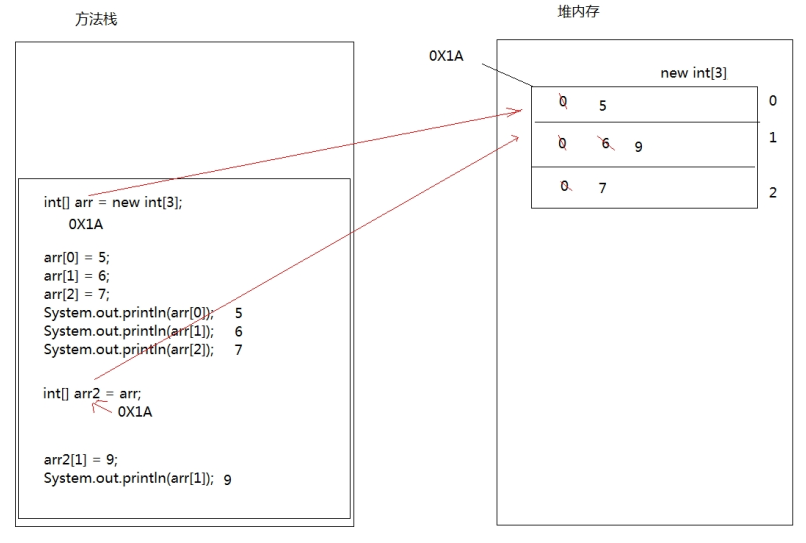 方法栈
堆内存
0X1A
new int[3]
0 5 0
0 6 9 1
0 7 2
int[] arr = new int[3];
0X1A
arr[0] = 5;
arr[1] = 6;
arr[2] = 7;
System.out.println(arr[0]); 5
System.out.println(arr[1]); 6
System.out.println(arr[2]); 7
int[] arr2 = arr;
0X1A
arr2[1] = 9;
System.out.println(arr[1]); 9